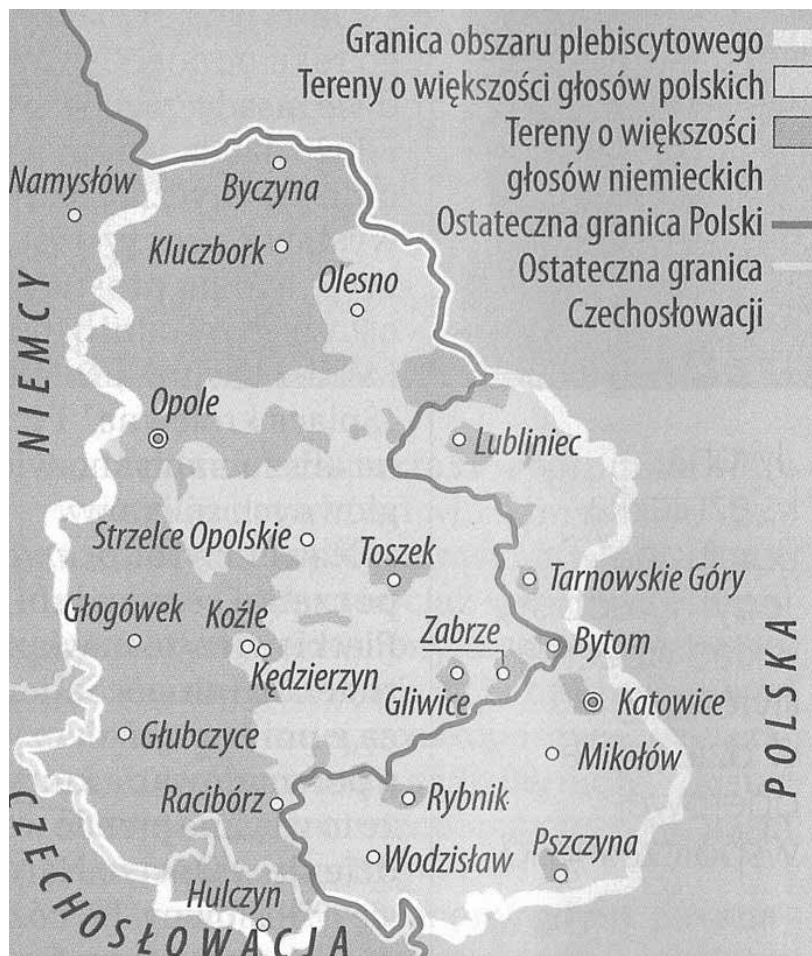 Granica obszaru plebiscytowego
Tereny o większości głosów polskich
Tereny o większości
głosów niemieckich
Ostateczna granica Polski
Ostateczna granica
Czechosłowacji
Namysłów
Byczyna
Kluczbork
Olesno
NIEMCY
Opole
Lubliniec
Strzelce Opolskie
Toszek
Tarnowskie Góry
Głogówek
Koźle
Zabrze
Bytom
Kędzierzyn
Gliwice
Katowice
POLSKA
Głubczyce
Mikołów
Racibórz
Rybnik
Wodzisław
Pszczyna
Hulczyn
CZECHOSŁOWACJA